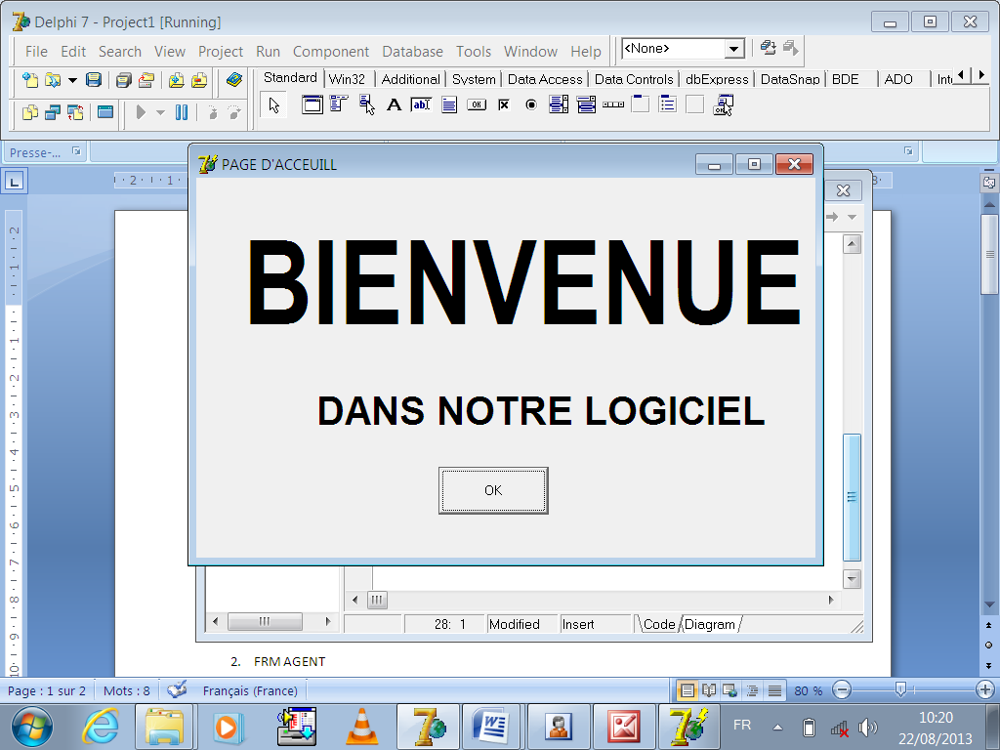 Delphi 7 - Project1 [Running]
File Edit Search View Project Run Component Database Tools Window Help
<None>
Standard Win32 Additional System Data Access Data Controls dbExpress DataSnap BDE ADO
Presse-...
PAGE D'ACCEUILL
BIENVENUE
DANS NOTRE LOGICIEL
OK
28: 1 Modified Insert Code Diagram
2. FRM AGENT
Page : 1 sur 2 Mots : 8 Français (France) 80 %
FR
10:20
22/08/2013